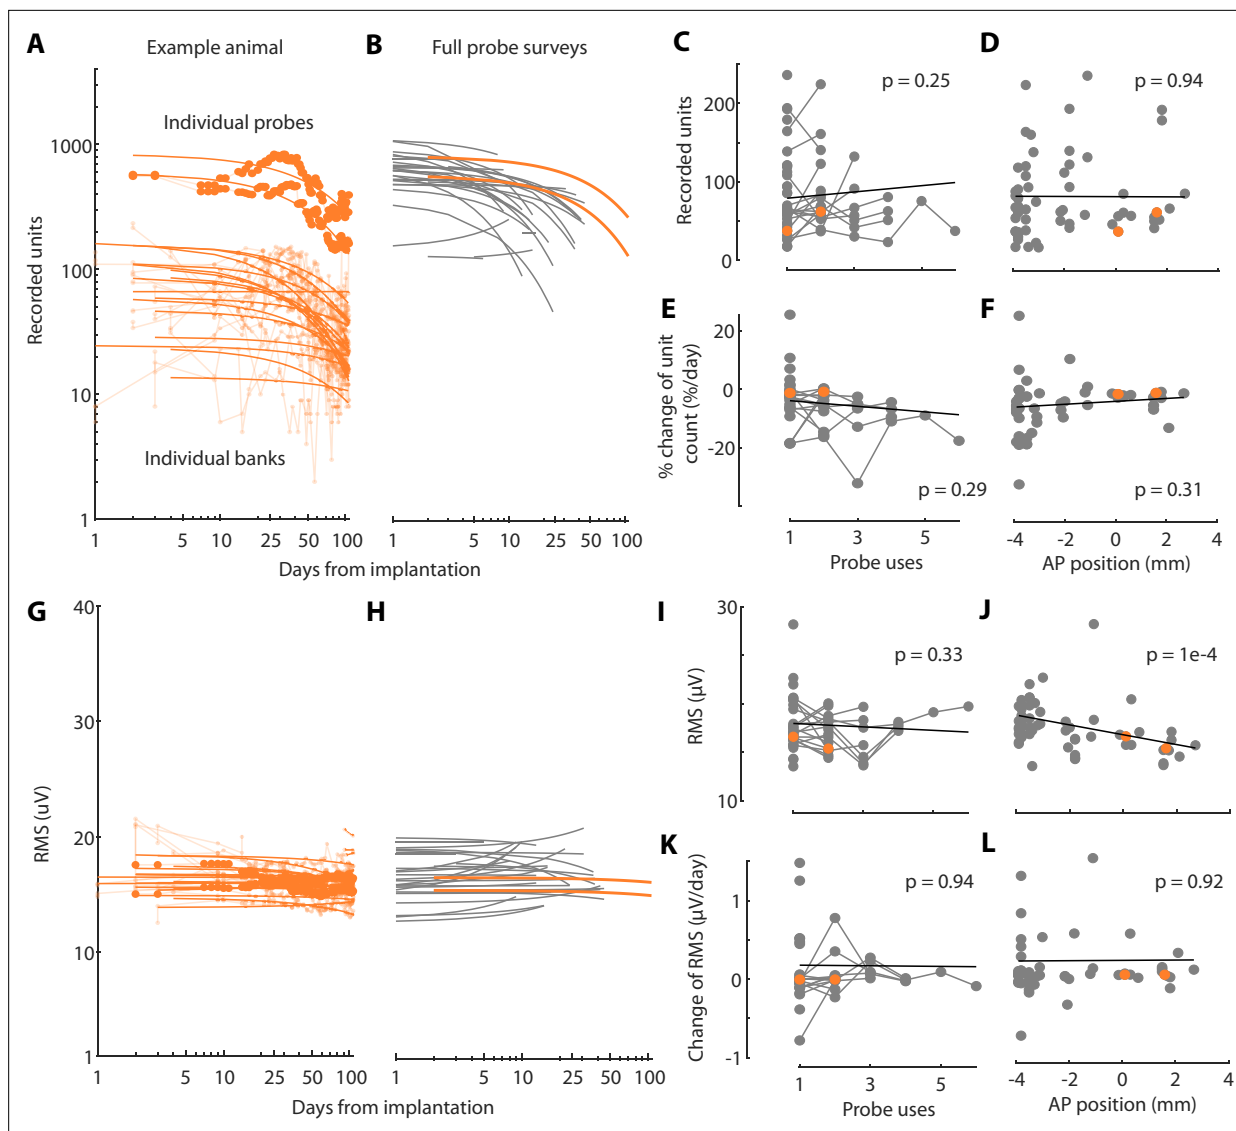 A Example animal
B Full probe surveys
C
D
Recorded units
1000
100
10
1
Individual probes
Individual banks
1 5 10 25 50 100
1 5 10 25 50 100
Days from implantation
Recorded units
200
100
0
p = 0.25
p = 0.94
E
F
% change of unit
count (%/day)
20
0
-20
p = 0.29
p = 0.31
1 3 5
Probe uses
-4 -2 0 2 4
AP position (mm)
G
H
RMS (uV)
40
30
20
10
1
1 5 10 25 50 100
1 5 10 25 50 100
Days from implantation
I
J
RMS (µV)
30
10
p = 0.33
p = 1e-4
K
L
Change of RMS (µV/day)
1
0
-1
p = 0.94
p = 0.92
1 3 5
Probe uses
-4 -2 0 2 4
AP position (mm)